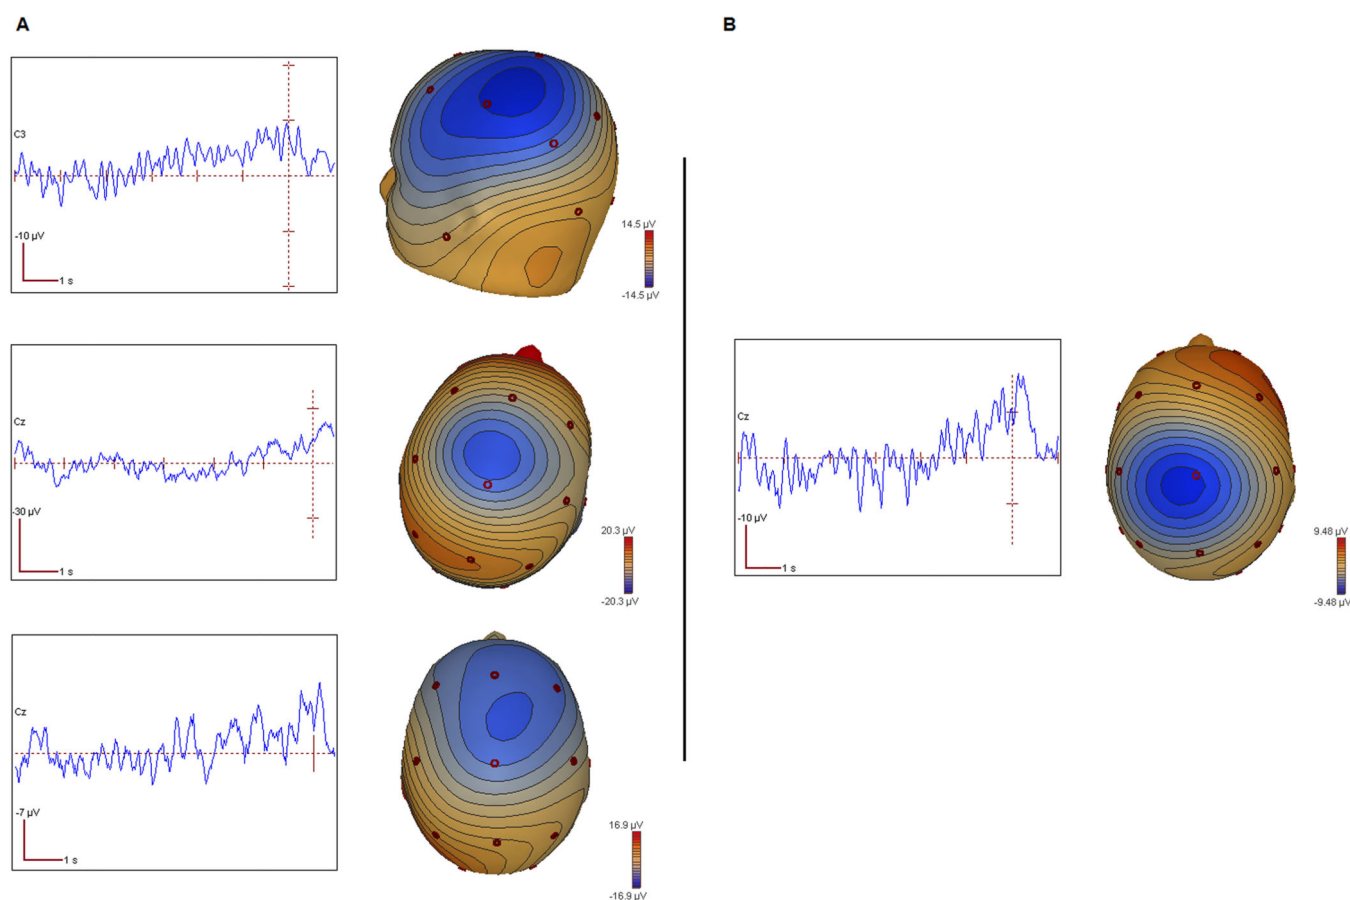 A
B
C3
-10 µV
1 s
14.5 µV
-14.5 µV
Cz
-30 µV
1 s
20.3 µV
-20.3 µV
Cz
-10 µV
1 s
9.48 µV
-9.48 µV
Cz
-7 µV
1 s
16.9 µV
-16.9 µV